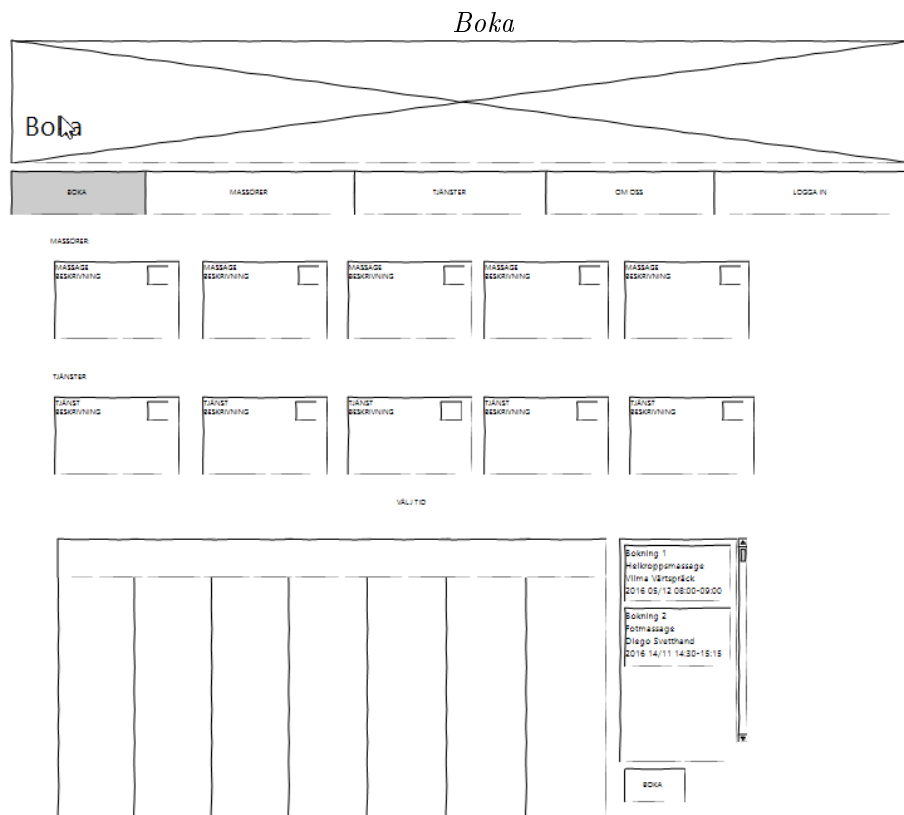 Boka
Boka
BOKA MASSÖRER TJÄNSTER OM OSS LOGGA IN
MASSÖRER
MASSAGE MASSAGE MASSAGE MASSAGE MASSAGE
BESKRIVNING BESKRIVNING BESKRIVNING BESKRIVNING BESKRIVNING
TJÄNSTER
TJÄNST TJÄNST TJÄNST TJÄNST TJÄNST
BESKRIVNING BESKRIVNING BESKRIVNING BESKRIVNING BESKRIVNING
VÄLJ TID
Bokning 1
Helkroppsmassage
Vilma Vårtspräck
2016 05/12 08:00-09:00
Bokning 2
Fotmassage
Diego Svetthand
2016 14/11 14:30-15:15
BOKA